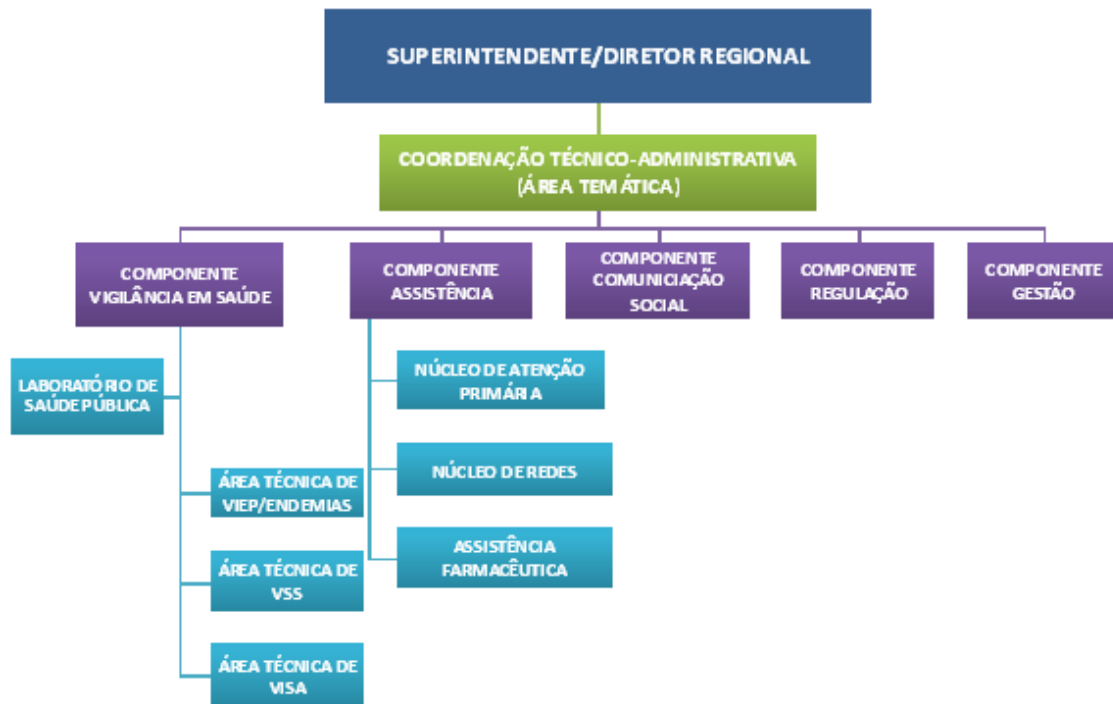 SUPERINTENDENTE/DIRETOR REGIONAL
COORDENAÇÃO TÉCNICO-ADMINISTRATIVA
(ÁREA TEMÁTICA)
COMPONENTE
VIGILÂNCIA EM SAÚDE
COMPONENTE
ASSISTÊNCIA
COMPONENTE
COMUNICIAÇÃO
SOCIAL
COMPONENTE
REGULAÇÃO
COMPONENTE
GESTÃO
LABORATÓRIO DE
SAÚDE PÚBLICA
ÁREA TÉCNICA DE
VIEP/ENDEMIAS
ÁREA TÉCNICA DE
VSS
ÁREA TÉCNICA DE
VISA
NÚCLEO DE ATENÇÃO
PRIMÁRIA
NÚCLEO DE REDES
ASSISTÊNCIA
FARMACÊUTICA